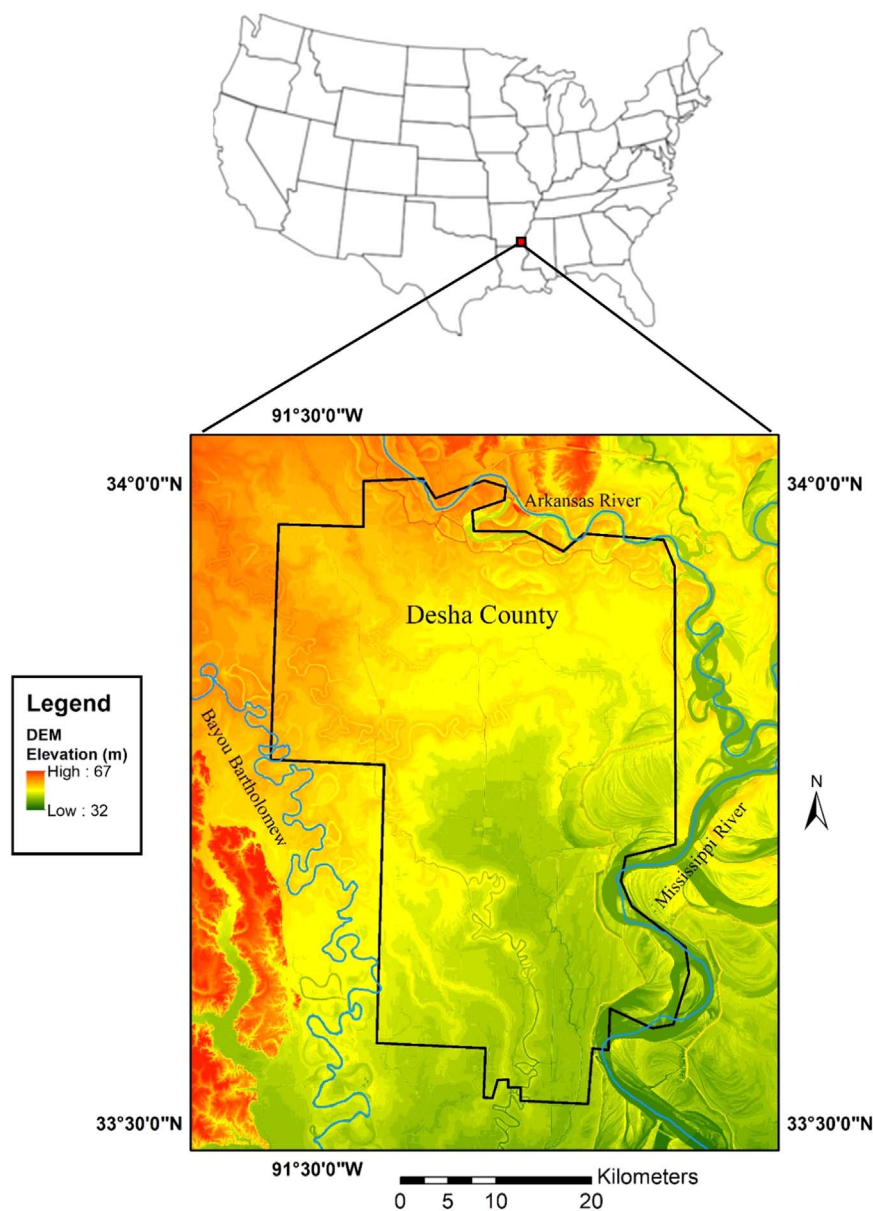 91°30'0"W
34°0'0"N
34°0'0"N
Arkansas River
Desha County
Legend
DEM
Elevation (m)
High : 67
Low : 32
Bayou Bartholomew
N
Mississippi River
33°30'0"N
33°30'0"N
91°30'0"W
Kilometers
0 5 10 20